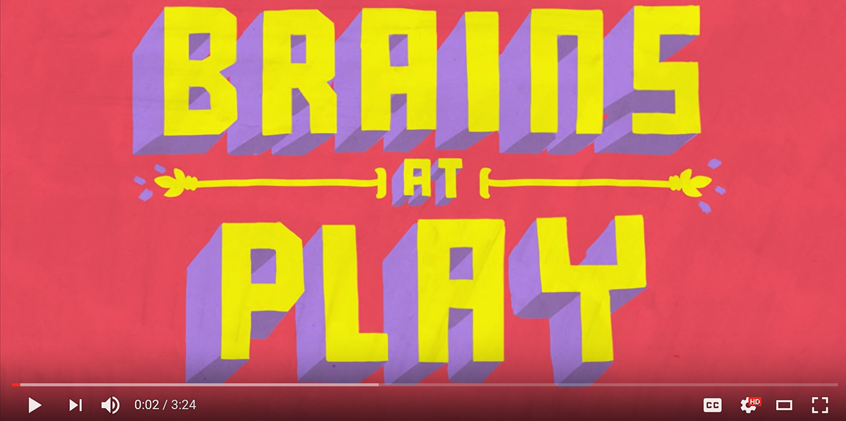 BRAINS
AT
PLAY
0:02 / 3:24
CC
HD